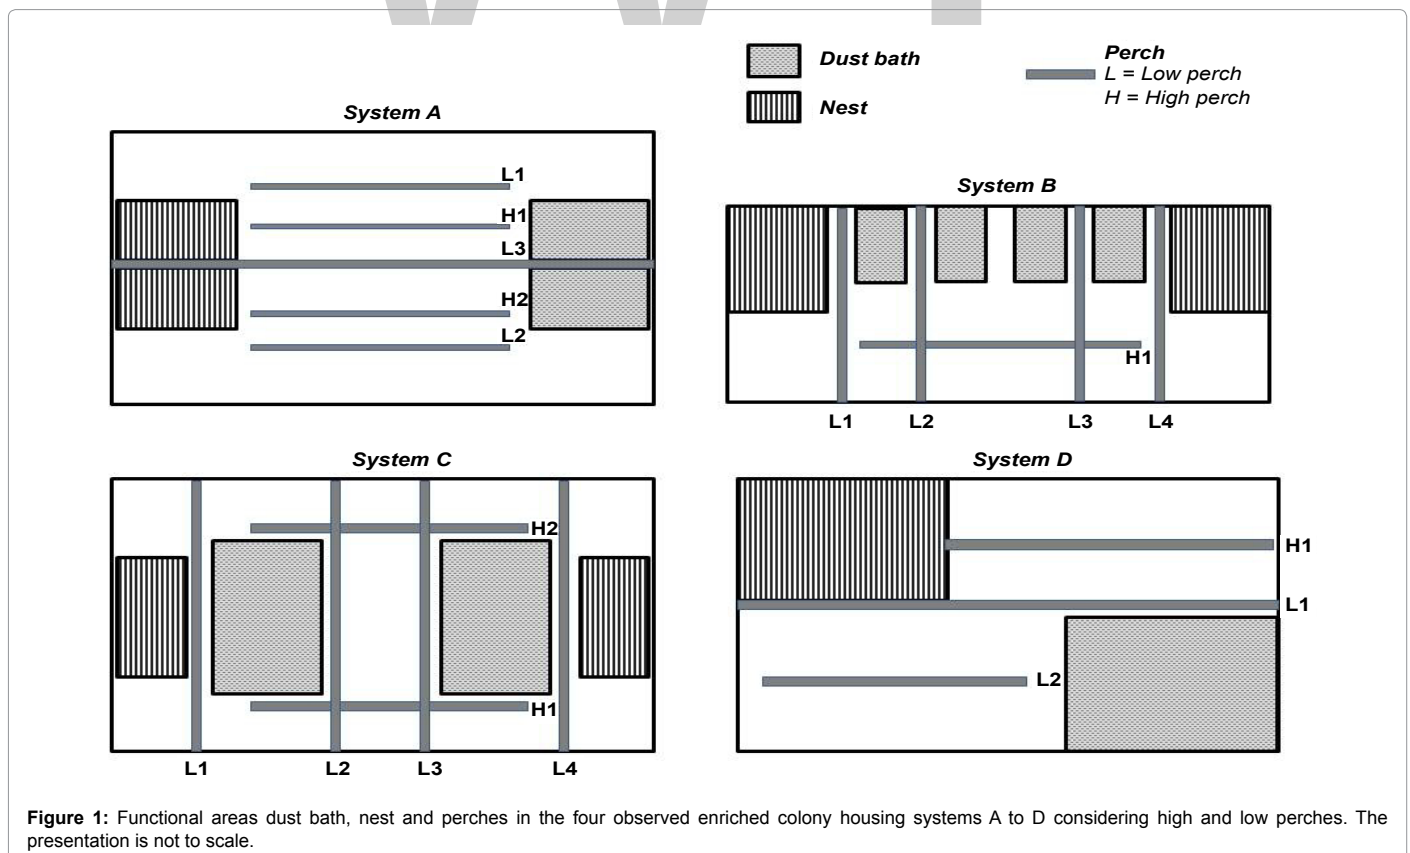 Dust bath
Nest
Perch
L = Low perch
H = High perch
System A
L1
H1
L3
H2
L2
System B
H1
L1 L2 L3 L4
System C
H2
H1
L1 L2 L3 L4
System D
H1
L1
L2
Figure 1: Functional areas dust bath, nest and perches in the four observed enriched colony housing systems A to D considering high and low perches. The
presentation is not to scale.